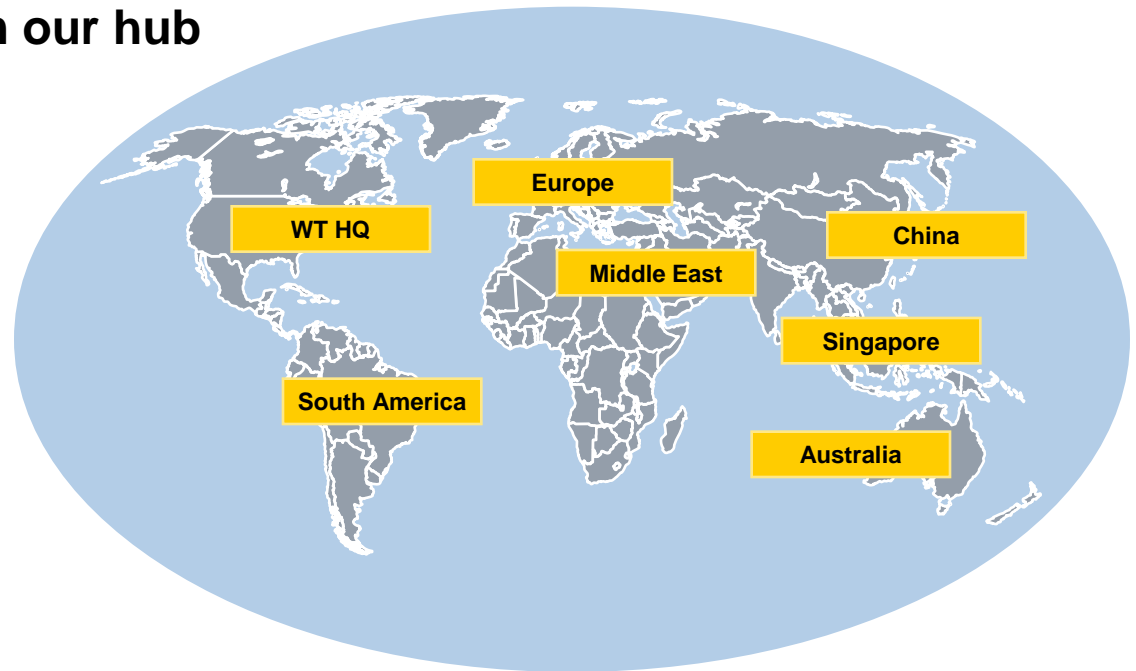 our hub
Europe
WT HQ
China
Middle East
Singapore
South America
Australia